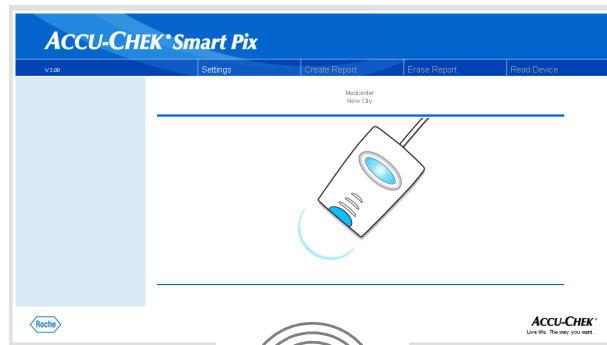 ACCU-CHEK® Smart Pix
V3.00 Settings Create Report Erase Report Read Device
Medcenter
New City
Roche
ACCU-CHEK®
Live life. The way you want.